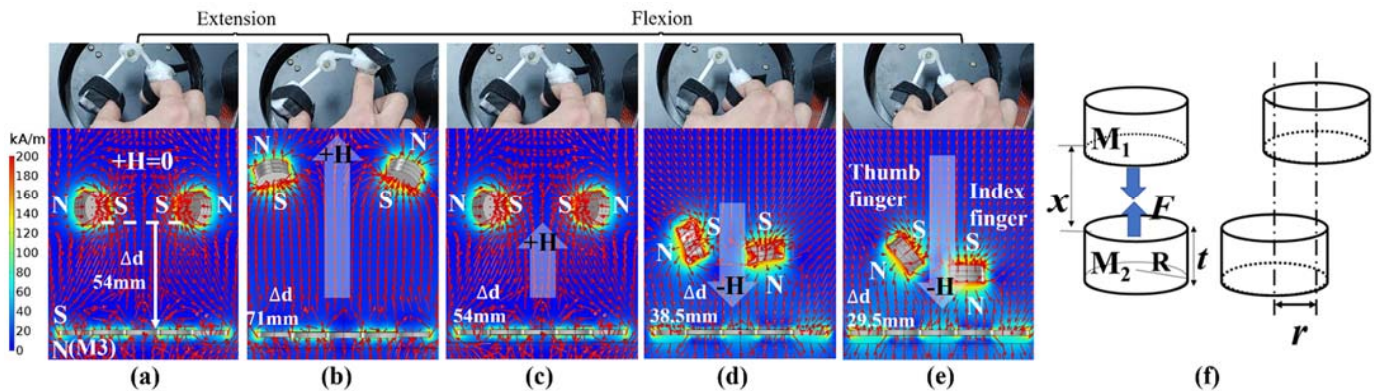 Extension
Flexion
kA/m
200
180
160
140
120
100
80
60
40
20
0
+H=0
N
S
S
N
Δd
54mm
S
N(M3)
(a)
+H
N
N
S
S
Δd
71mm
(b)
N
S
S
N
+H
Δd
54mm
(c)
S
S
N
N
-H
Δd
38.5mm
(d)
Thumb
finger
Index
finger
S
S
N
N
-H
Δd
29.5mm
(e)
M1
x
F
M2
R
t
r
(f)